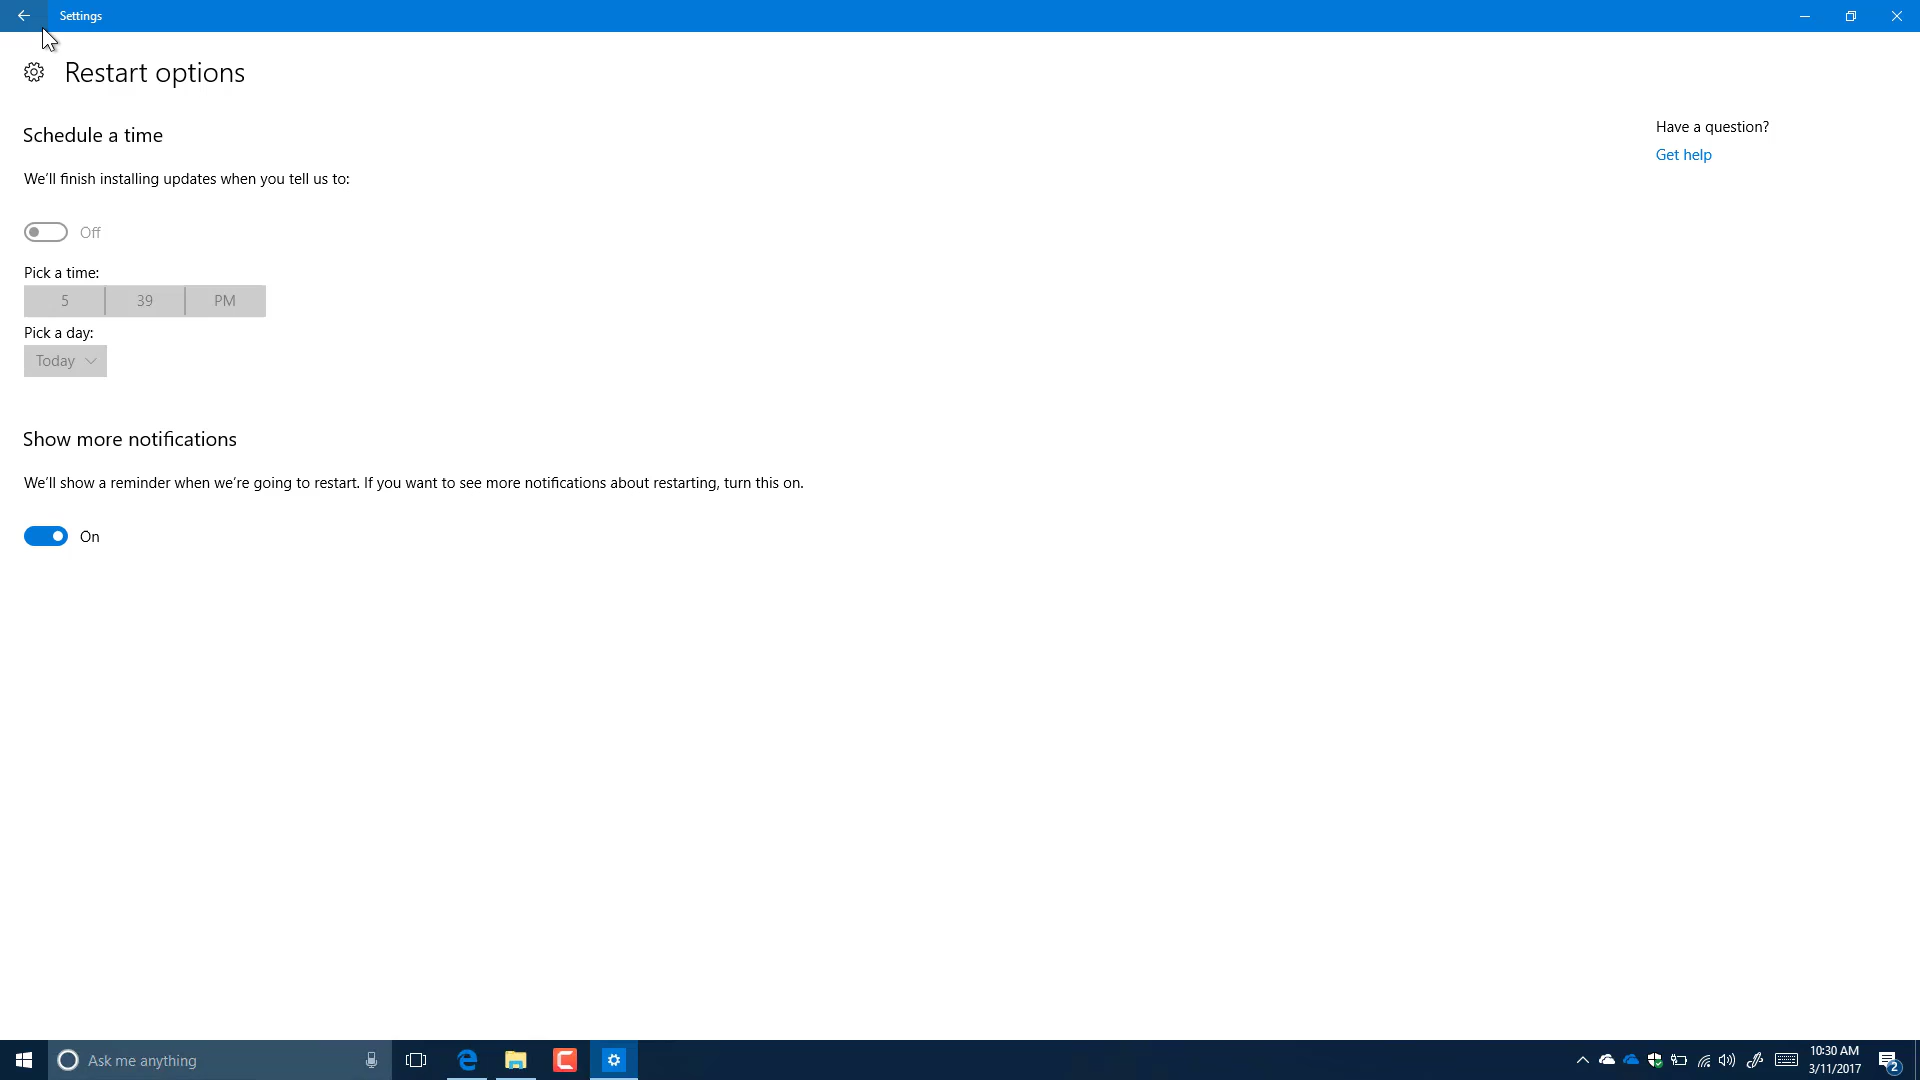 Settings
Restart options
Schedule a time
We'll finish installing updates when you tell us to:
Off
Pick a time:
5 39 PM
Pick a day:
Today
Show more notifications
We'll show a reminder when we're going to restart. If you want to see more notifications about restarting, turn this on.
On
Have a question?
Get help
Ask me anything
10:30 AM
3/11/2017
2